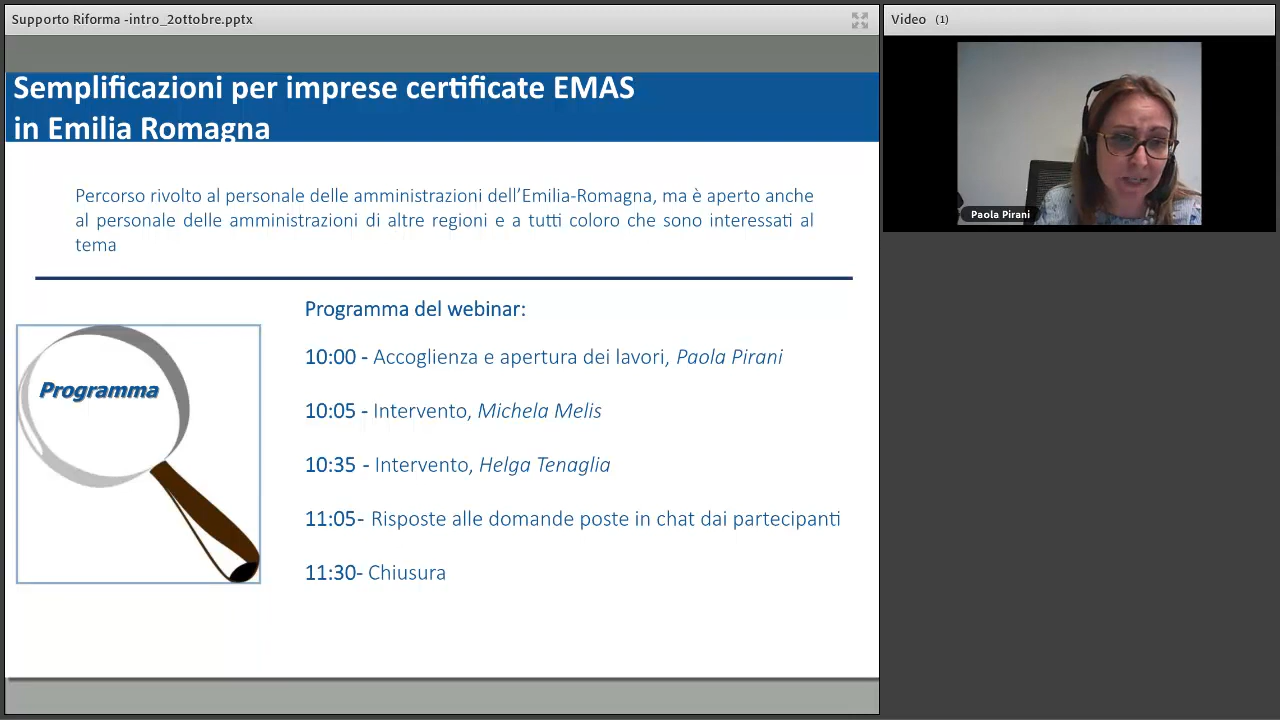 Supporto Riforma -intro_2ottobre.pptx
Video (1)
Semplificazioni per imprese certificate EMAS
in Emilia Romagna
Paola Pirani
Percorso rivolto al personale delle amministrazioni dell’Emilia-Romagna, ma è aperto anche
al personale delle amministrazioni di altre regioni e a tutti coloro che sono interessati al
tema
Programma
Programma del webinar:
10:00 - Accoglienza e apertura dei lavori, Paola Pirani
10:05 - Intervento, Michela Melis
10:35 - Intervento, Helga Tenaglia
11:05- Risposte alle domande poste in chat dai partecipanti
11:30- Chiusura